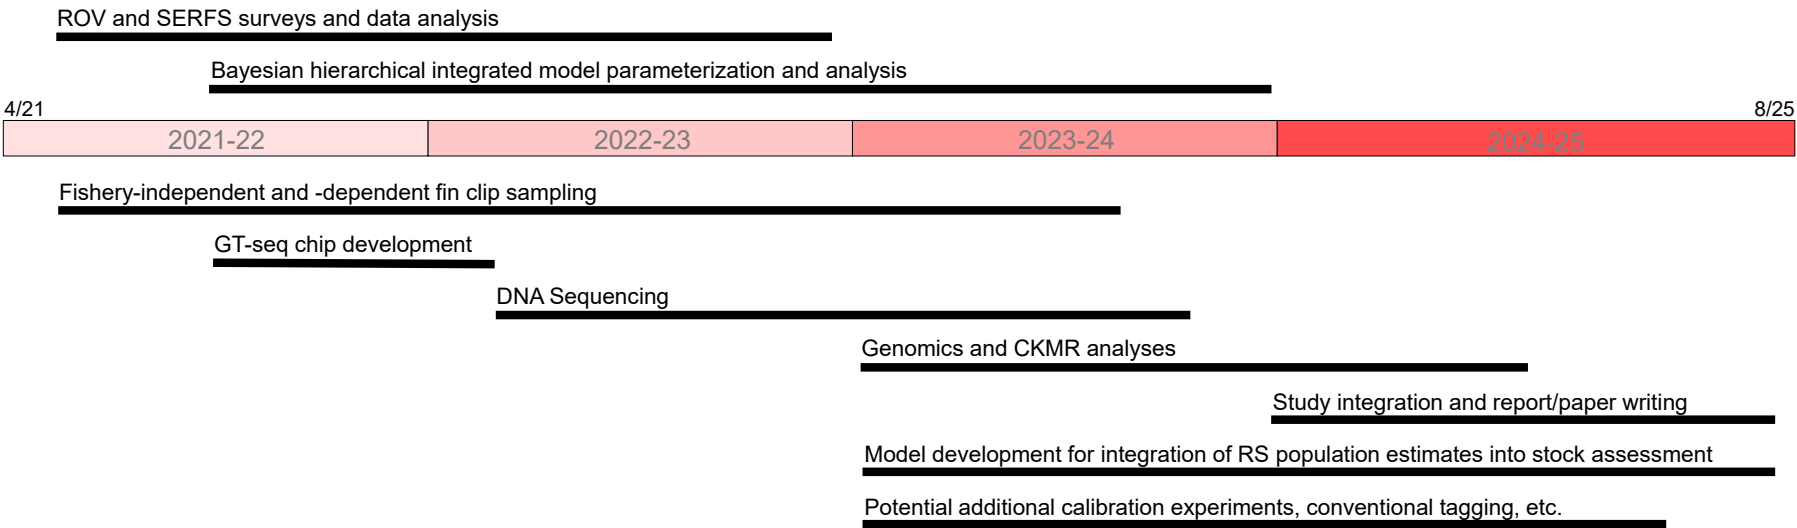 ROV and SERFS surveys and data analysis
Bayesian hierarchical integrated model parameterization and analysis
4/21
8/25
2021-22
2022-23
2023-24
2024-25
Fishery-independent and -dependent fin clip sampling
GT-seq chip development
DNA Sequencing
Genomics and CKMR analyses
Study integration and report/paper writing
Model development for integration of RS population estimates into stock assessment
Potential additional calibration experiments, conventional tagging, etc.